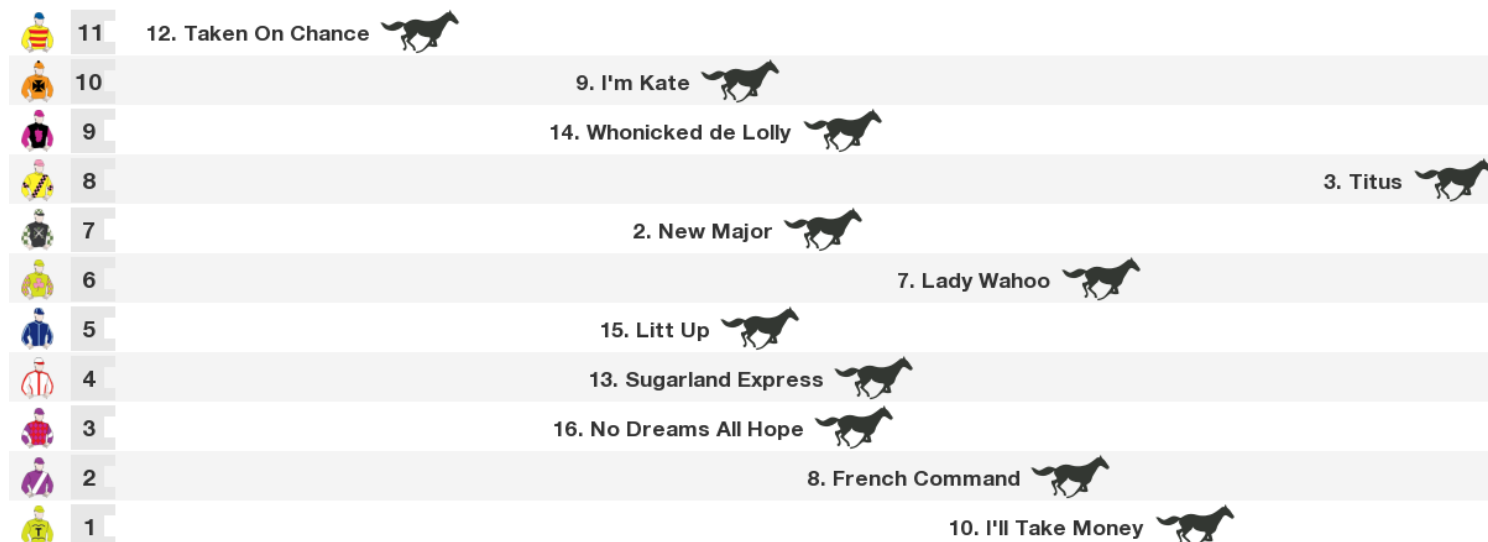 11 12. Taken On Chance
10 9. I'm Kate
9 14. Whonicked de Lolly
8 3. Titus
7 2. New Major
6 7. Lady Wahoo
5 15. Litt Up
4 13. Sugarland Express
3 16. No Dreams All Hope
2 8. French Command
1 10. I'll Take Money